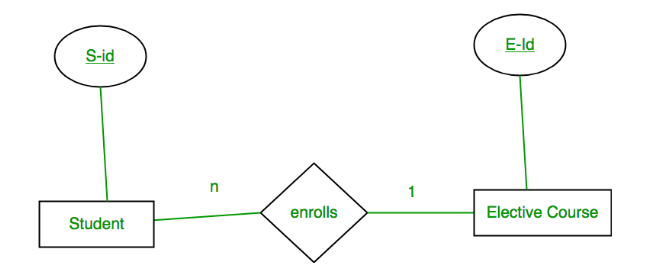 E-Id
S-id
n
1
enrolls
Elective Course
Student